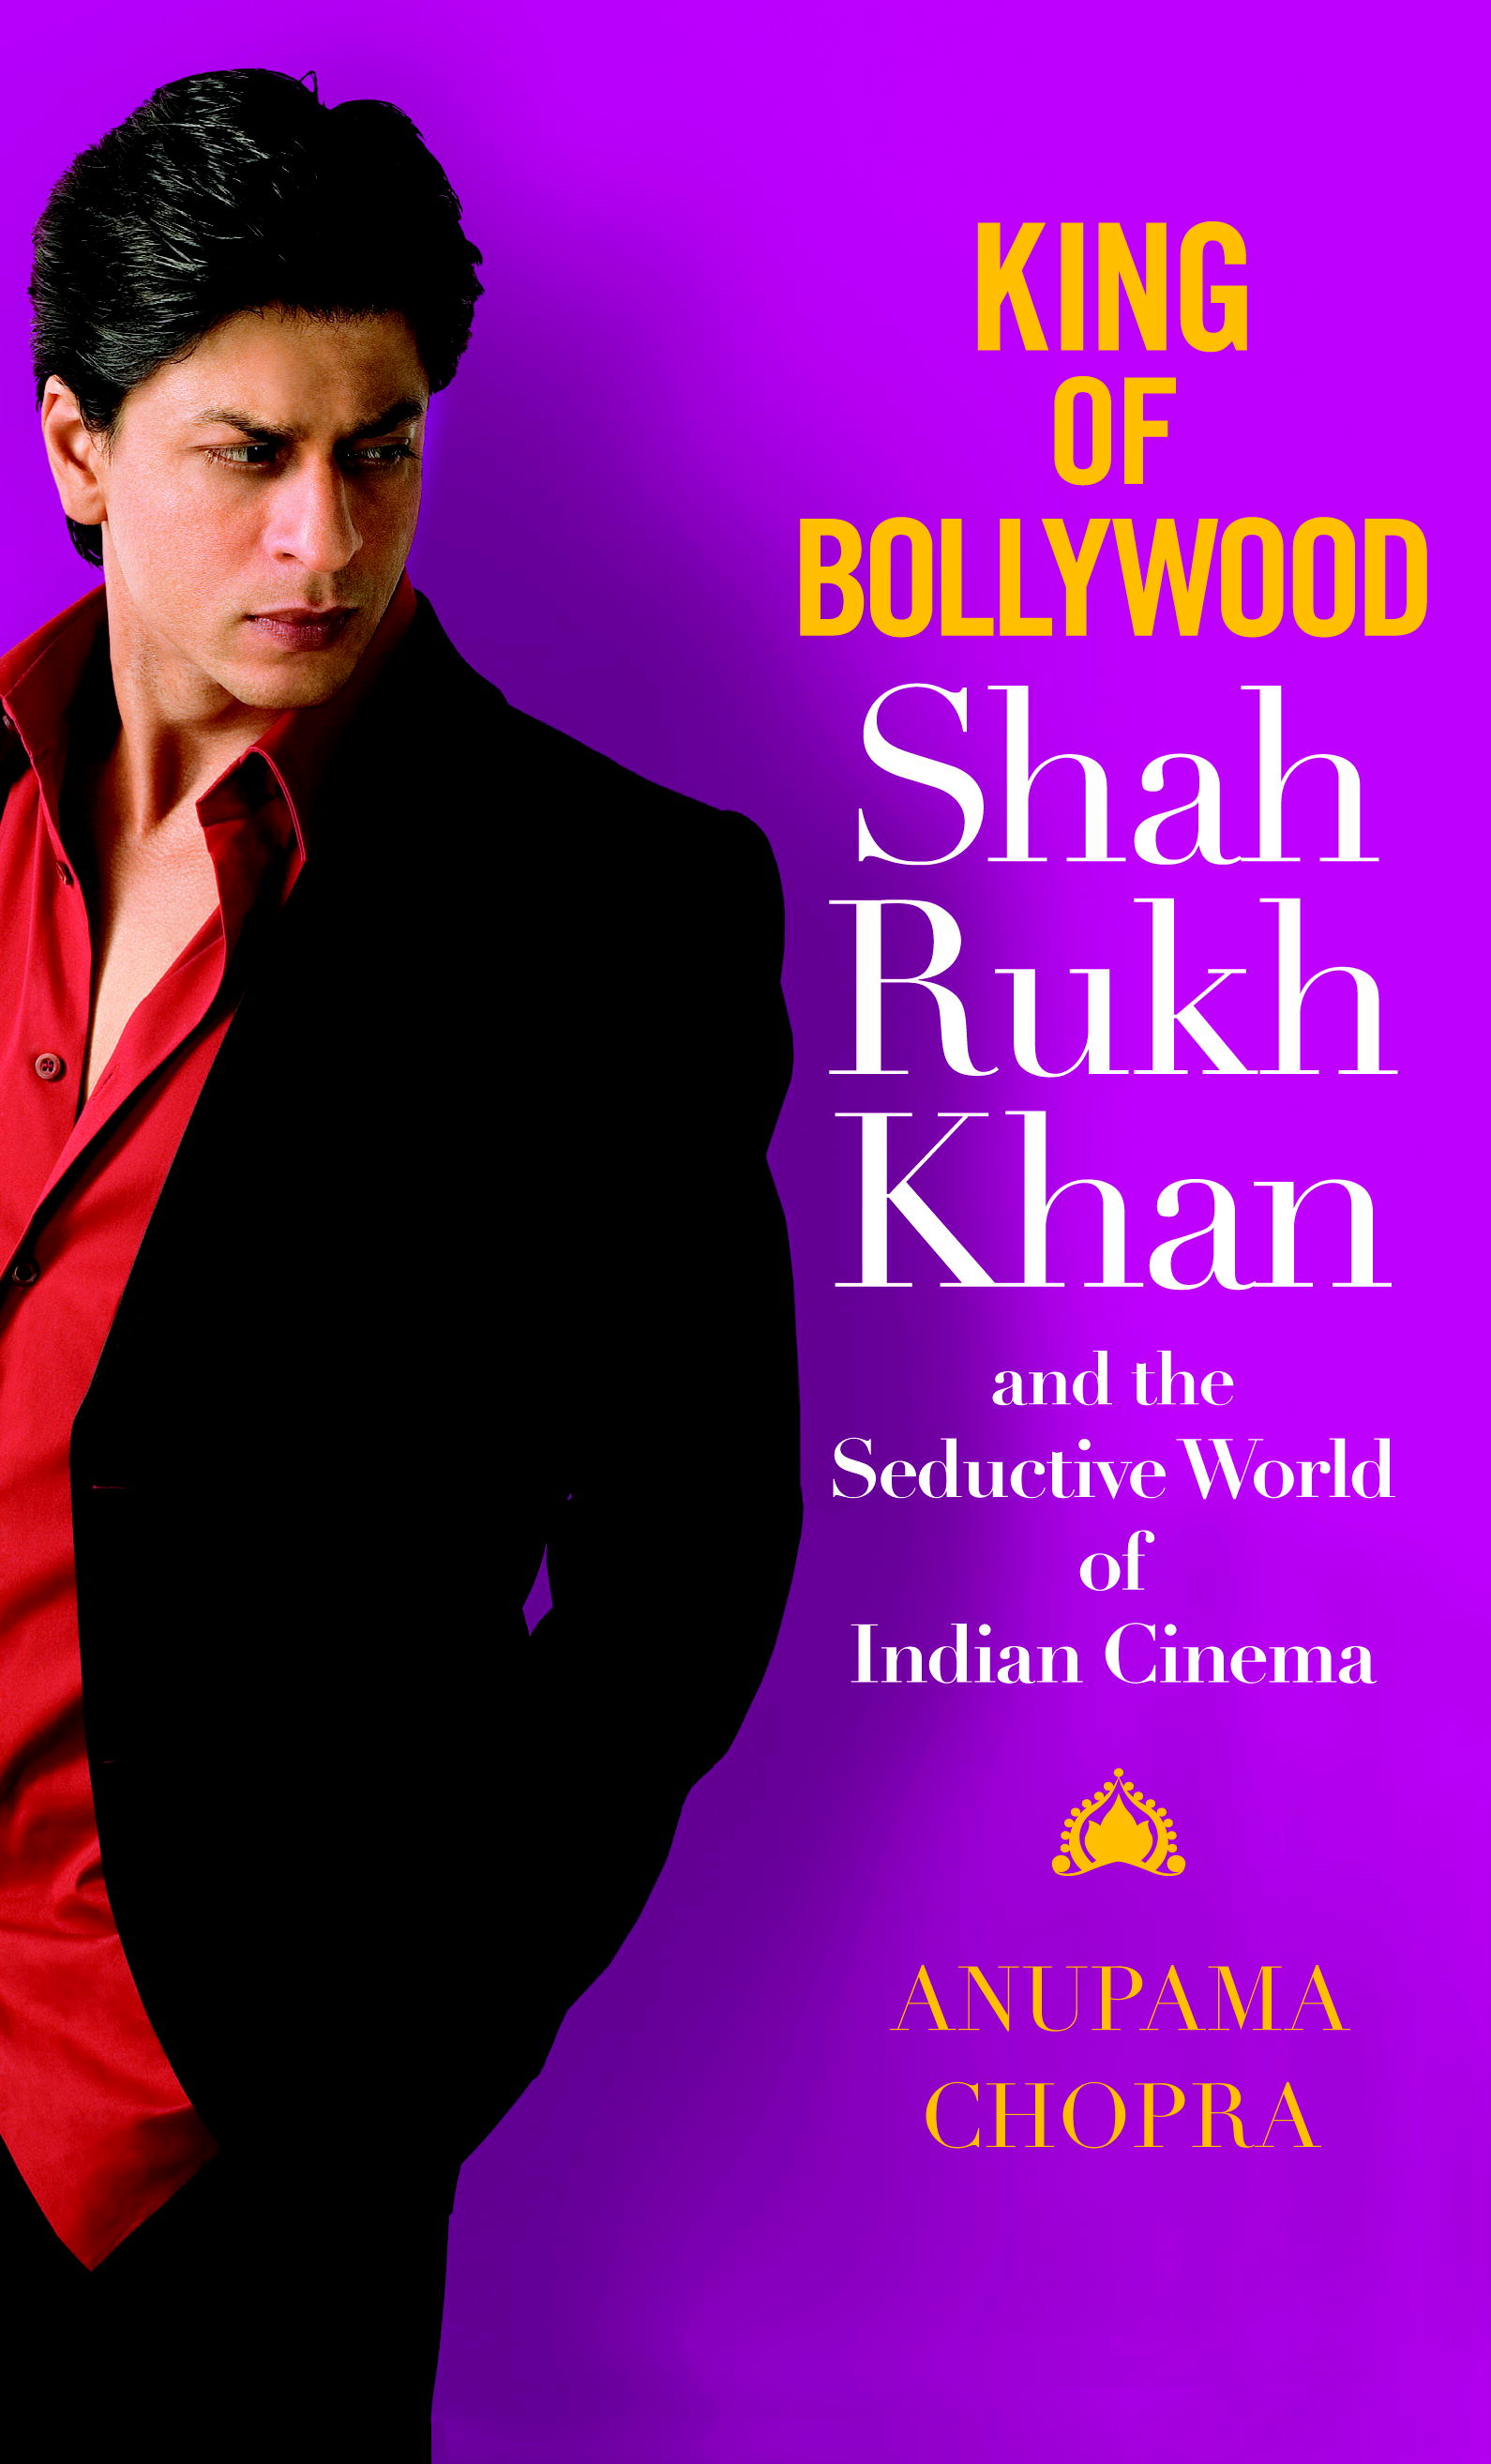 KING
OF
BOLLYWOOD
Shah
Rukh
Khan
and the
Seductive World
of
Indian Cinema
ANUPAMA
CHOPRA